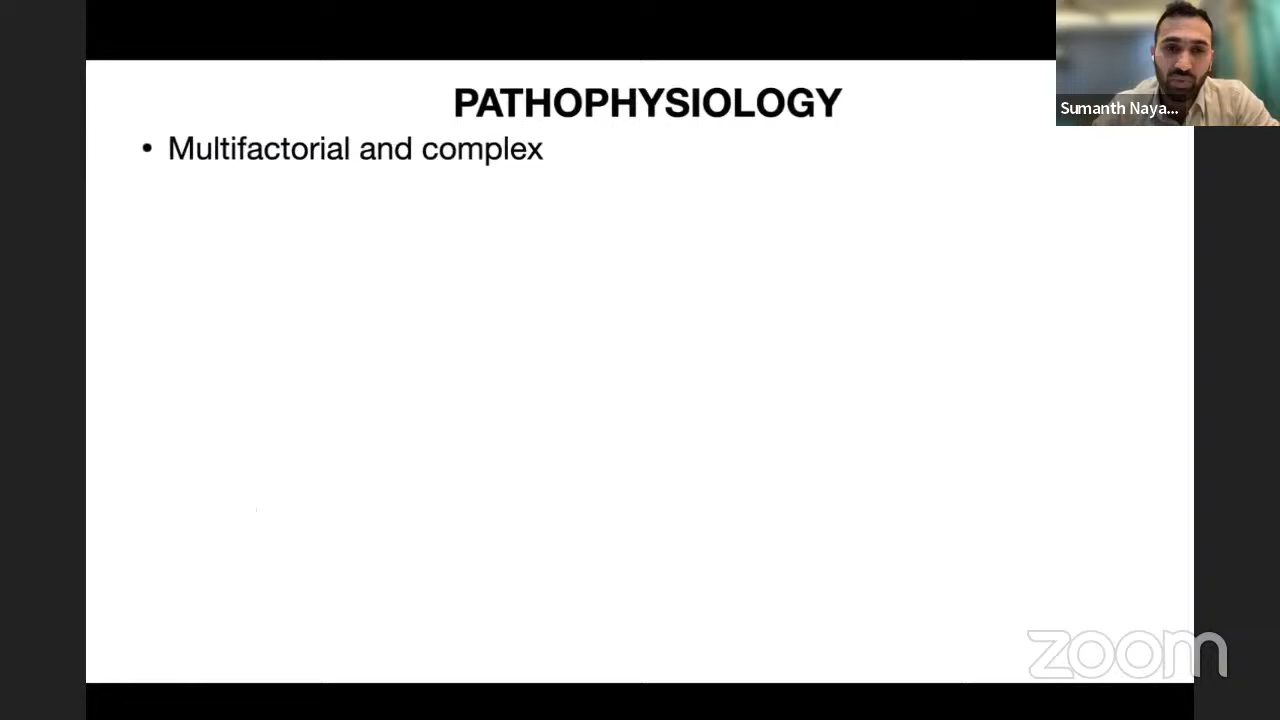 PATHOPHYSIOLOGY
• Multifactorial and complex
Sumanth Naya...
zoom